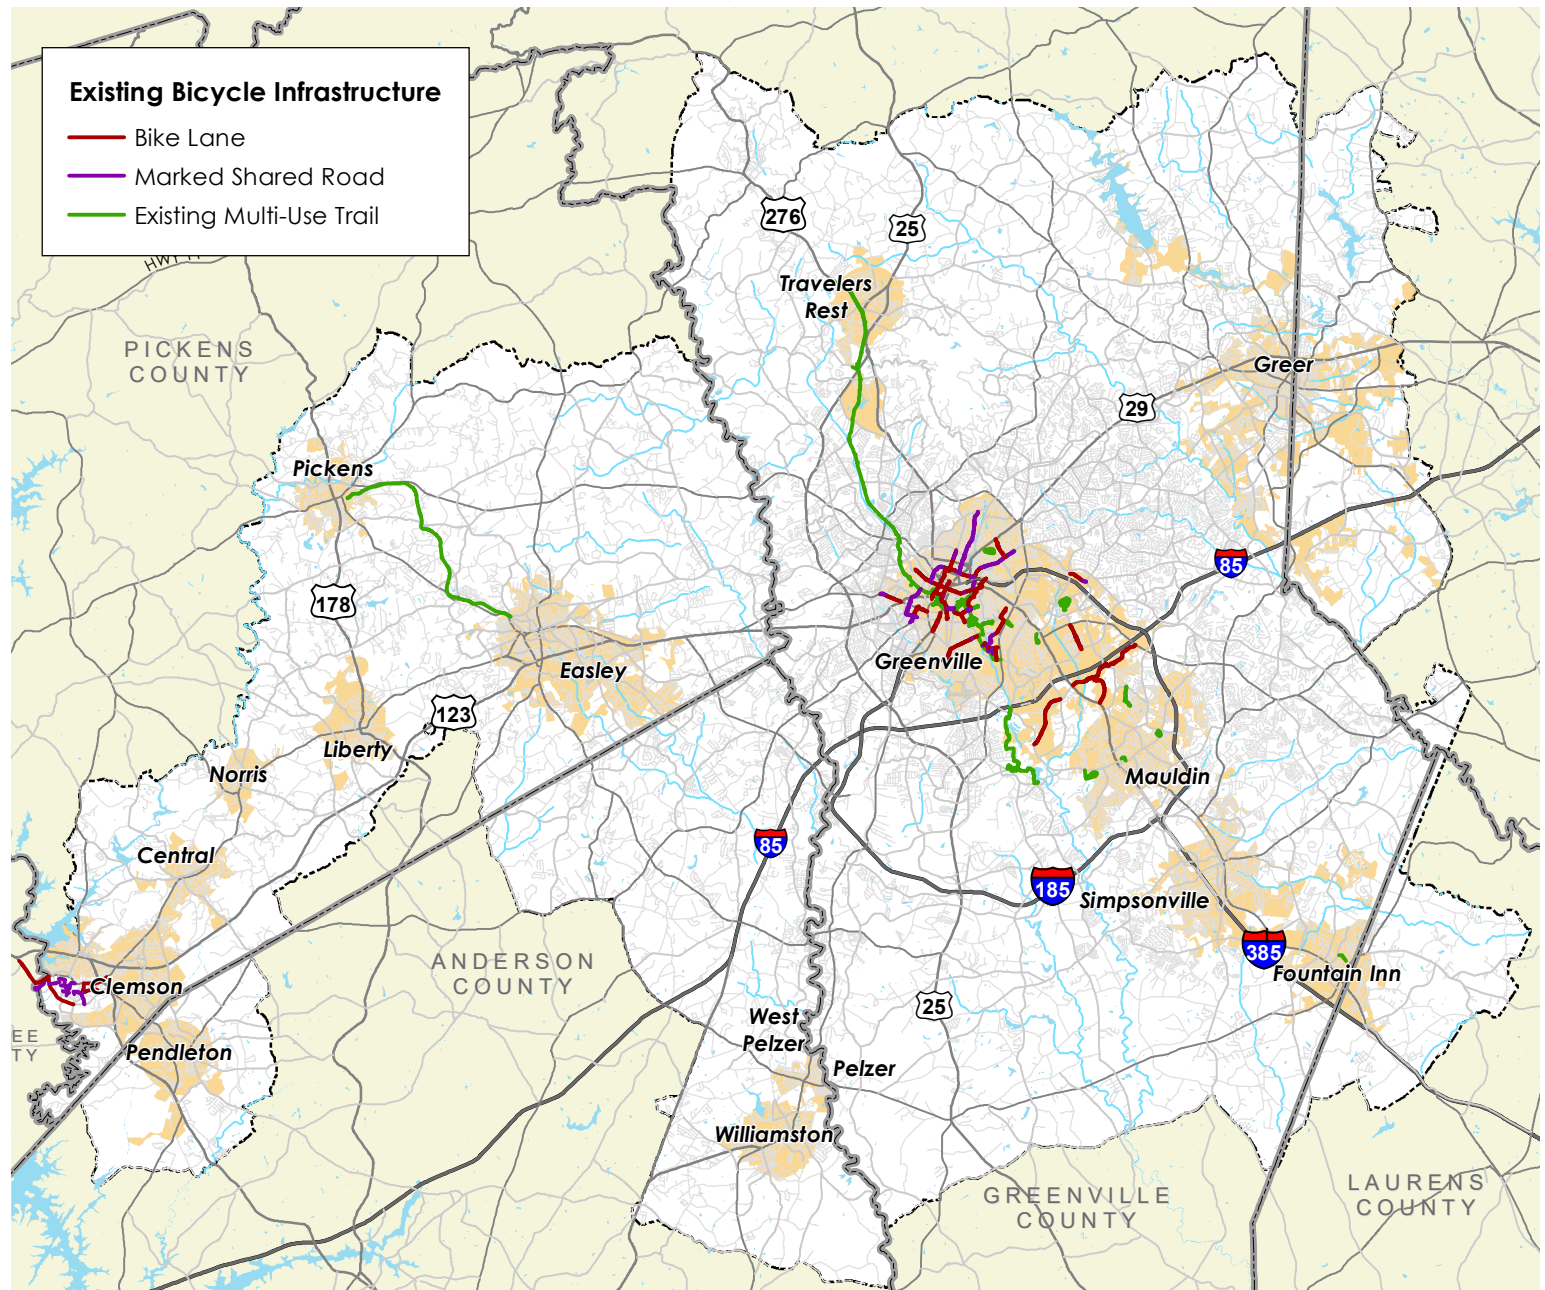 Existing Bicycle Infrastructure
Bike Lane
Marked Shared Road
Existing Multi-Use Trail
276
25
Travelers
Rest
PICKENS
COUNTY
Greer
29
Pickens
85
178
Greenville
Easley
123
Liberty
Norris
Mauldin
85
Central
185
Simpsonville
385
Fountain Inn
ANDERSON
COUNTY
Clemson
25
West
Pelzer
EE
TY
Pendleton
Pelzer
Williamston
GREENVILLE
COUNTY
LAURENS
COUNTY